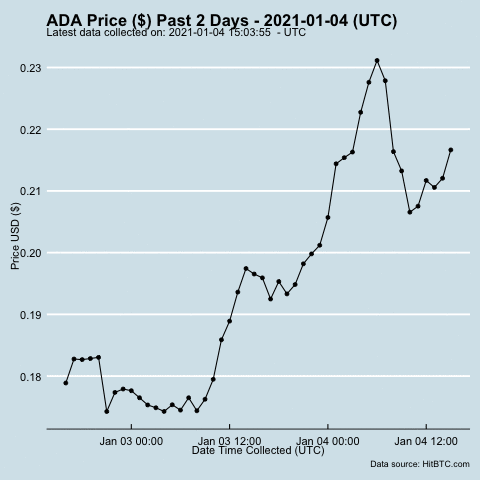 ADA Price ($) Past 2 Days - 2021-01-04 (UTC)
Latest data collected on: 2021-01-04 15:03:55 - UTC
Price USD ($)
0.23
0.22
0.21
0.20
0.19
0.18
Jan 03 00:00 Jan 03 12:00 Jan 04 00:00 Jan 04 12:00
Date Time Collected (UTC)
Data source: HitBTC.com